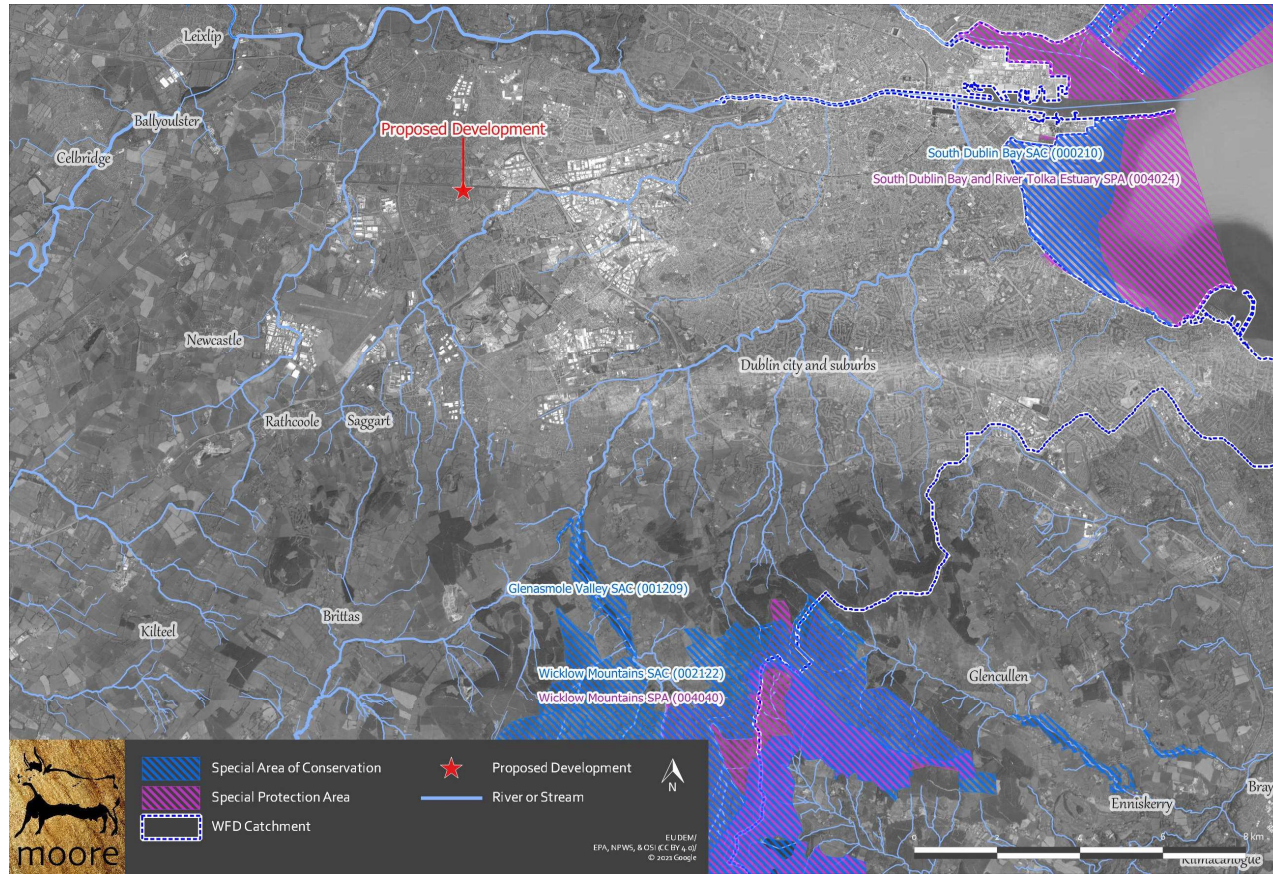 Leixlip
Ballyoulster
Proposed Development
Celbridge
South Dublin Bay SAC (000210)
South Dublin Bay and River Tolka Estuary SPA (004024)
Newcastle
Dublin city and suburbs
Rathcoole
Saggart
Glenasmole Valley SAC (001209)
Brittas
Kilteel
Wicklow Mountains SAC (002122)
Glencullen
Wicklow Mountains SPA (004040)
Bray
Enniskerry
Special Area of Conservation
Proposed Development
Special Protection Area
N
River or Stream
WFD Catchment
EU DEM/
EPA, NPWS, & OSI (CC BY 4.0)/
© 2021 Google
moore
0 2 4 6 8 km
Kilmacanogue